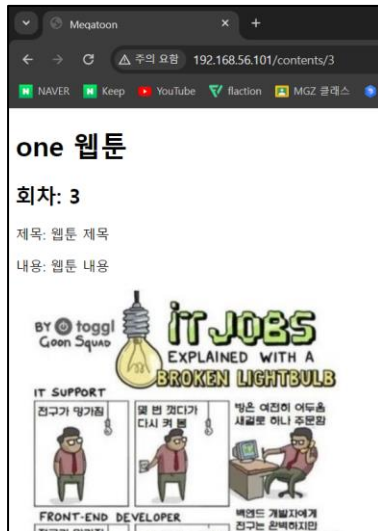 Megatoon
주의 요함 192.168.56.101/contents/3
NAVER Keep YouTube flaction MGZ 클래스
one 웹툰
회차: 3
제목: 웹툰 제목
내용: 웹툰 내용
BY toggl
Goon Squad
IT JOBS
EXPLAINED WITH A
BROKEN LIGHTBULB
IT SUPPORT
전구가 망가짐
몇 번 껐다가
다시 켜 봄
방은 여전히 어두움
새걸로 하나 주문함
FRONT-END DEVELOPER
백엔드 개발자에게
전구는 완벽하지만